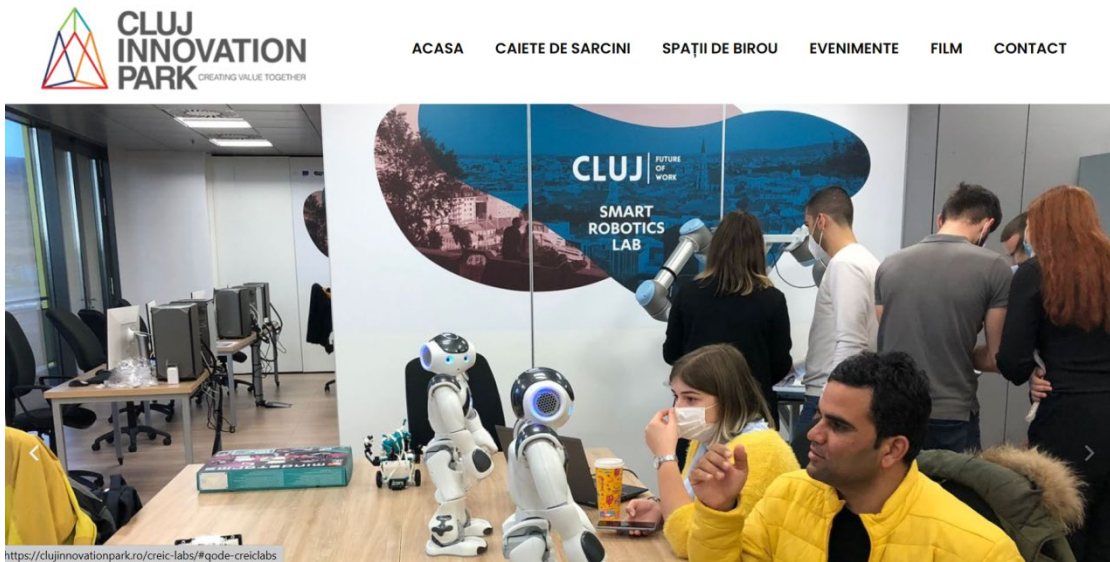 CLUJ
INNOVATION
PARK CREATING VALUE TOGETHER
ACASA CAIETE DE SARCINI SPAȚII DE BIROU EVENIMENTE FILM CONTACT
CLUJ FUTURE OF WORK
SMART
ROBOTICS
LAB
MINDSTORMS
https://clujinnovationpark.ro/creic-labs/#qode-creiclabs